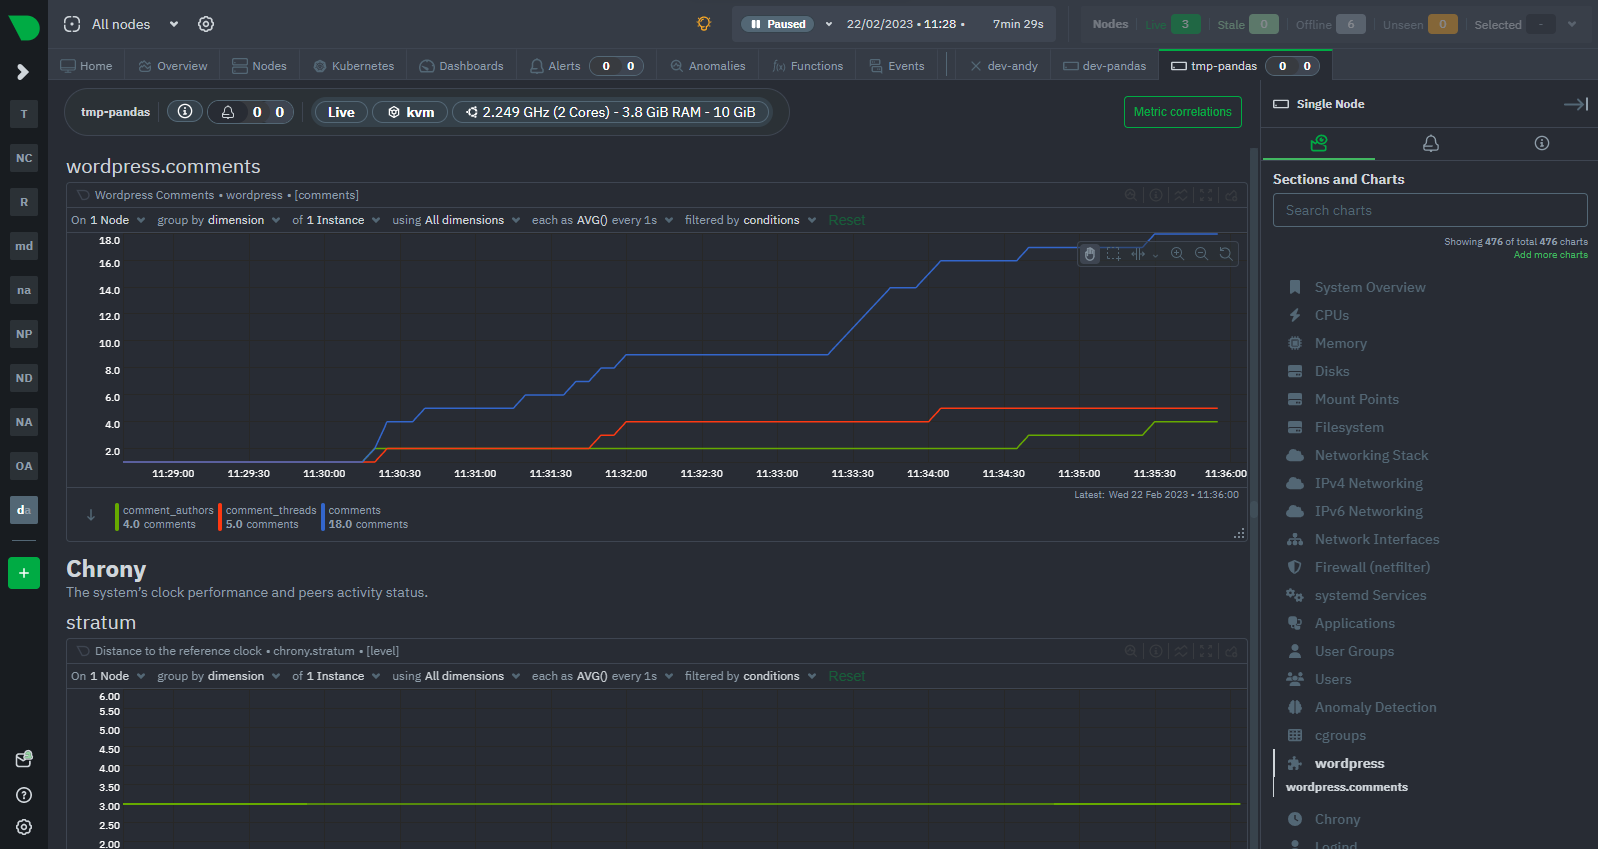 All nodes
Paused 22/02/2023 • 11:28 • 7min 29s
Nodes Live 3 Stale 0 Offline 6 Unseen 0 Selected -
Home Overview Nodes Kubernetes Dashboards Alerts 0 0 Anomalies f(x) Functions Events dev-andy dev-pandas tmp-pandas 0 0
T
NC
R
md
na
NP
ND
NA
OA
da
+
tmp-pandas 0 0 Live kvm 2.249 GHz (2 Cores) - 3.8 GiB RAM - 10 GiB
Metric correlations
wordpress.comments
Wordpress Comments • wordpress • [comments]
On 1 Node group by dimension of 1 Instance using All dimensions each as AVG() every 1s filtered by conditions Reset
18.0
16.0
14.0
12.0
10.0
8.0
6.0
4.0
2.0
11:29:00 11:29:30 11:30:00 11:30:30 11:31:00 11:31:30 11:32:00 11:32:30 11:33:00 11:33:30 11:34:00 11:34:30 11:35:00 11:35:30 11:36:00
Latest: Wed 22 Feb 2023 • 11:36:00
comment_authors comment_threads comments
4.0 comments 5.0 comments 18.0 comments
Chrony
The system's clock performance and peers activity status.
stratum
Distance to the reference clock • chrony.stratum • [level]
On 1 Node group by dimension of 1 Instance using All dimensions each as AVG() every 1s filtered by conditions Reset
6.00
5.50
5.00
4.50
4.00
3.50
3.00
2.50
2.00
Single Node
Sections and Charts
Search charts
Showing 476 of total 476 charts
Add more charts
System Overview
CPUs
Memory
Disks
Mount Points
Filesystem
Networking Stack
IPv4 Networking
IPv6 Networking
Network Interfaces
Firewall (netfilter)
systemd Services
Applications
User Groups
Users
Anomaly Detection
cgroups
wordpress
wordpress.comments
Chrony
Logind